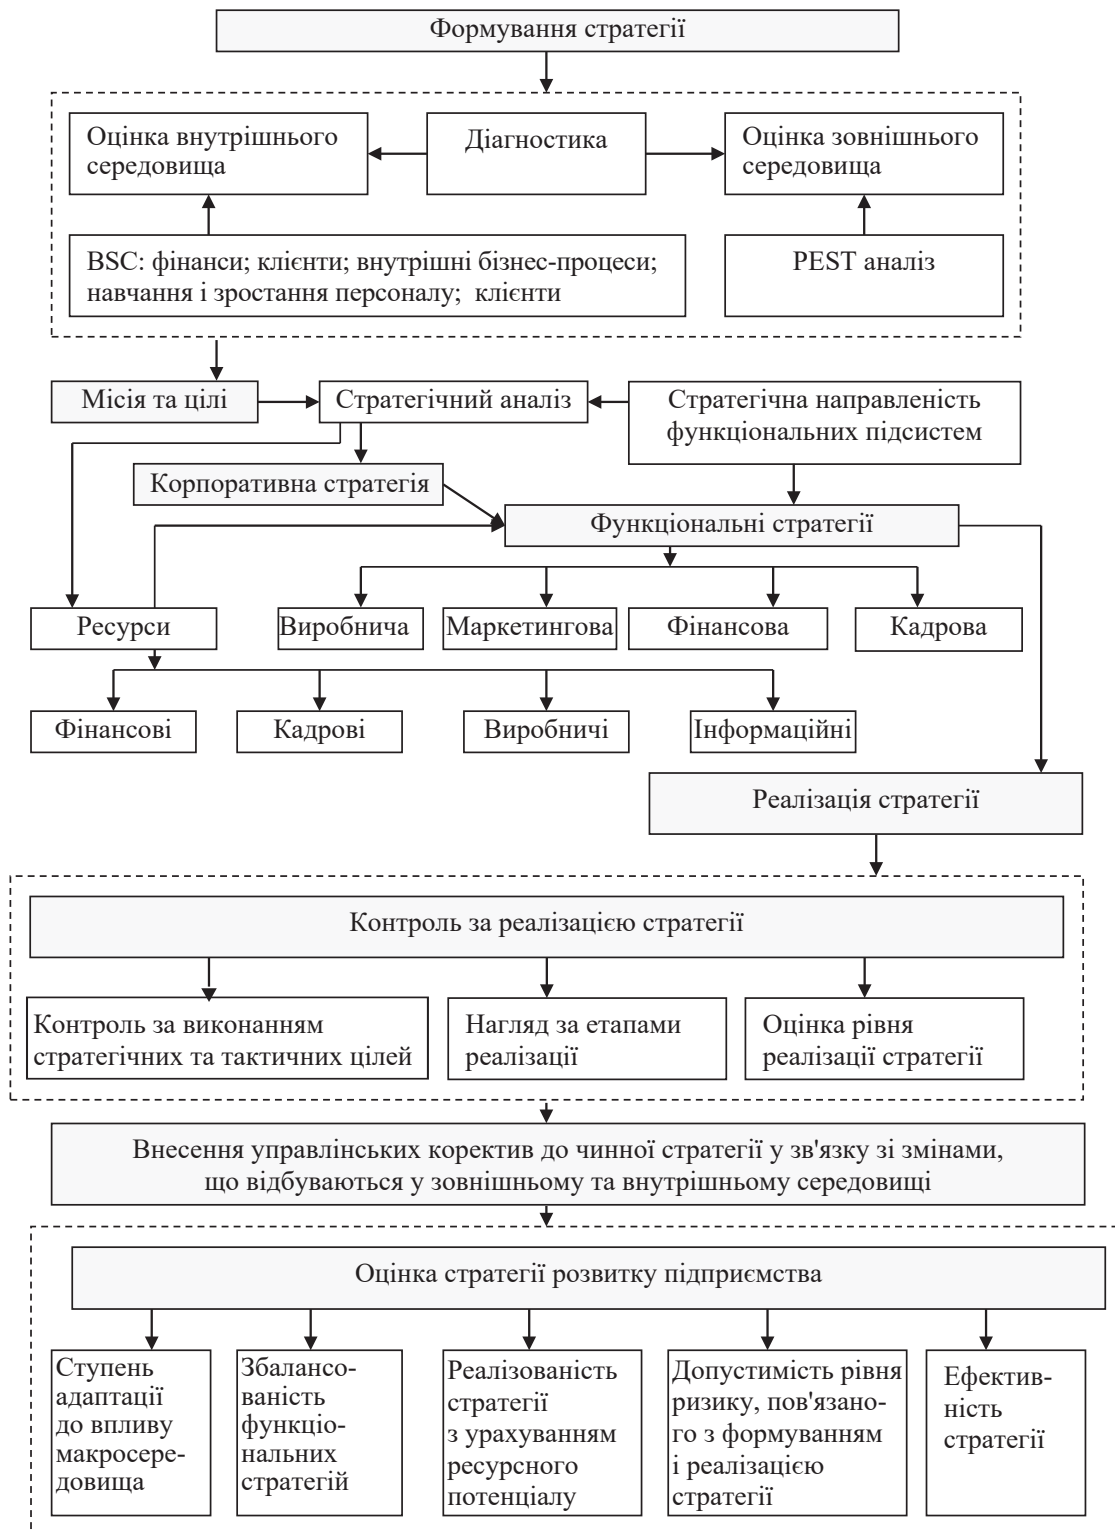 Формування стратегії
Оцінка внутрішнього
середовища
Діагностика
Оцінка зовнішнього
середовища
BSC: фінанси; клієнти; внутрішні бізнес-процеси;
навчання і зростання персоналу; клієнти
PEST аналіз
Місія та цілі
Стратегічний аналіз
Стратегічна направленість
функціональних підсистем
Корпоративна стратегія
Функціональні стратегії
Ресурси
Виробнича
Маркетингова
Фінансова
Кадрова
Фінансові
Кадрові
Виробничі
Інформаційні
Реалізація стратегії
Контроль за реалізацією стратегії
Контроль за виконанням
стратегічних та тактичних цілей
Нагляд за етапами
реалізації
Оцінка рівня
реалізації стратегії
Внесення управлінських коректив до чинної стратегії у зв'язку зі змінами,
що відбуваються у зовнішньому та внутрішньому середовищі
Оцінка стратегії розвитку підприємства
Ступень
адаптації
до впливу
макросере-
довища
Збалансо-
ваність
функціо-
нальних
стратегій
Реалізованість
стратегії
з урахуванням
ресурсного
потенціалу
Допустимість рівня
ризику, пов'язано-
го з формуванням
і реалізацією
стратегії
Ефектив-
ність
стратегії